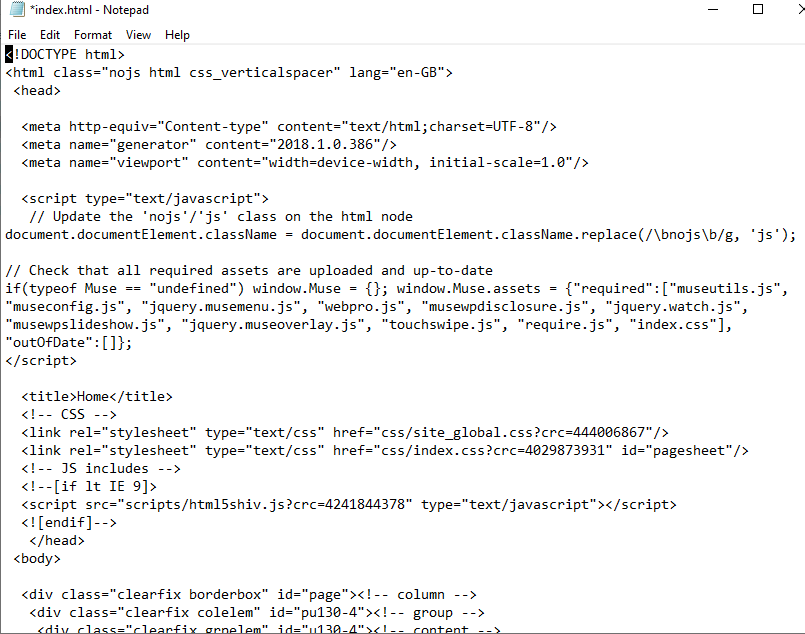 *index.html - Notepad
File Edit Format View Help
<!DOCTYPE html>
<html class="nojs html css_verticalspacer" lang="en-GB">
<head>
<meta http-equiv="Content-type" content="text/html;charset=UTF-8"/>
<meta name="generator" content="2018.1.0.386"/>
<meta name="viewport" content="width=device-width, initial-scale=1.0"/>
<script type="text/javascript">
// Update the 'nojs'/'js' class on the html node
document.documentElement.className = document.documentElement.className.replace(/\bnojs\b/g, 'js');
// Check that all required assets are uploaded and up-to-date
if(typeof Muse == "undefined") window.Muse = {}; window.Muse.assets = {"required":["museutils.js",
"museconfig.js", "jquery.musemenu.js", "webpro.js", "musewpdisclosure.js", "jquery.watch.js",
"musewpslideshow.js", "jquery.museoverlay.js", "touchswipe.js", "require.js", "index.css"],
"outOfDate":[]};
</script>
<title>Home</title>
<!-- CSS -->
<link rel="stylesheet" type="text/css" href="css/site_global.css?crc=444006867"/>
<link rel="stylesheet" type="text/css" href="css/index.css?crc=4029873931" id="pagesheet"/>
<!-- JS includes -->
<!--[if lt IE 9]>
<script src="scripts/html5shiv.js?crc=4241844378" type="text/javascript"></script>
<![endif]-->
</head>
<body>
<div class="clearfix borderbox" id="page"><!-- column -->
<div class="clearfix colelem" id="pu130-4"><!-- group -->
<div class="clearfix grpelem" id="u130-4"><!-- content -->